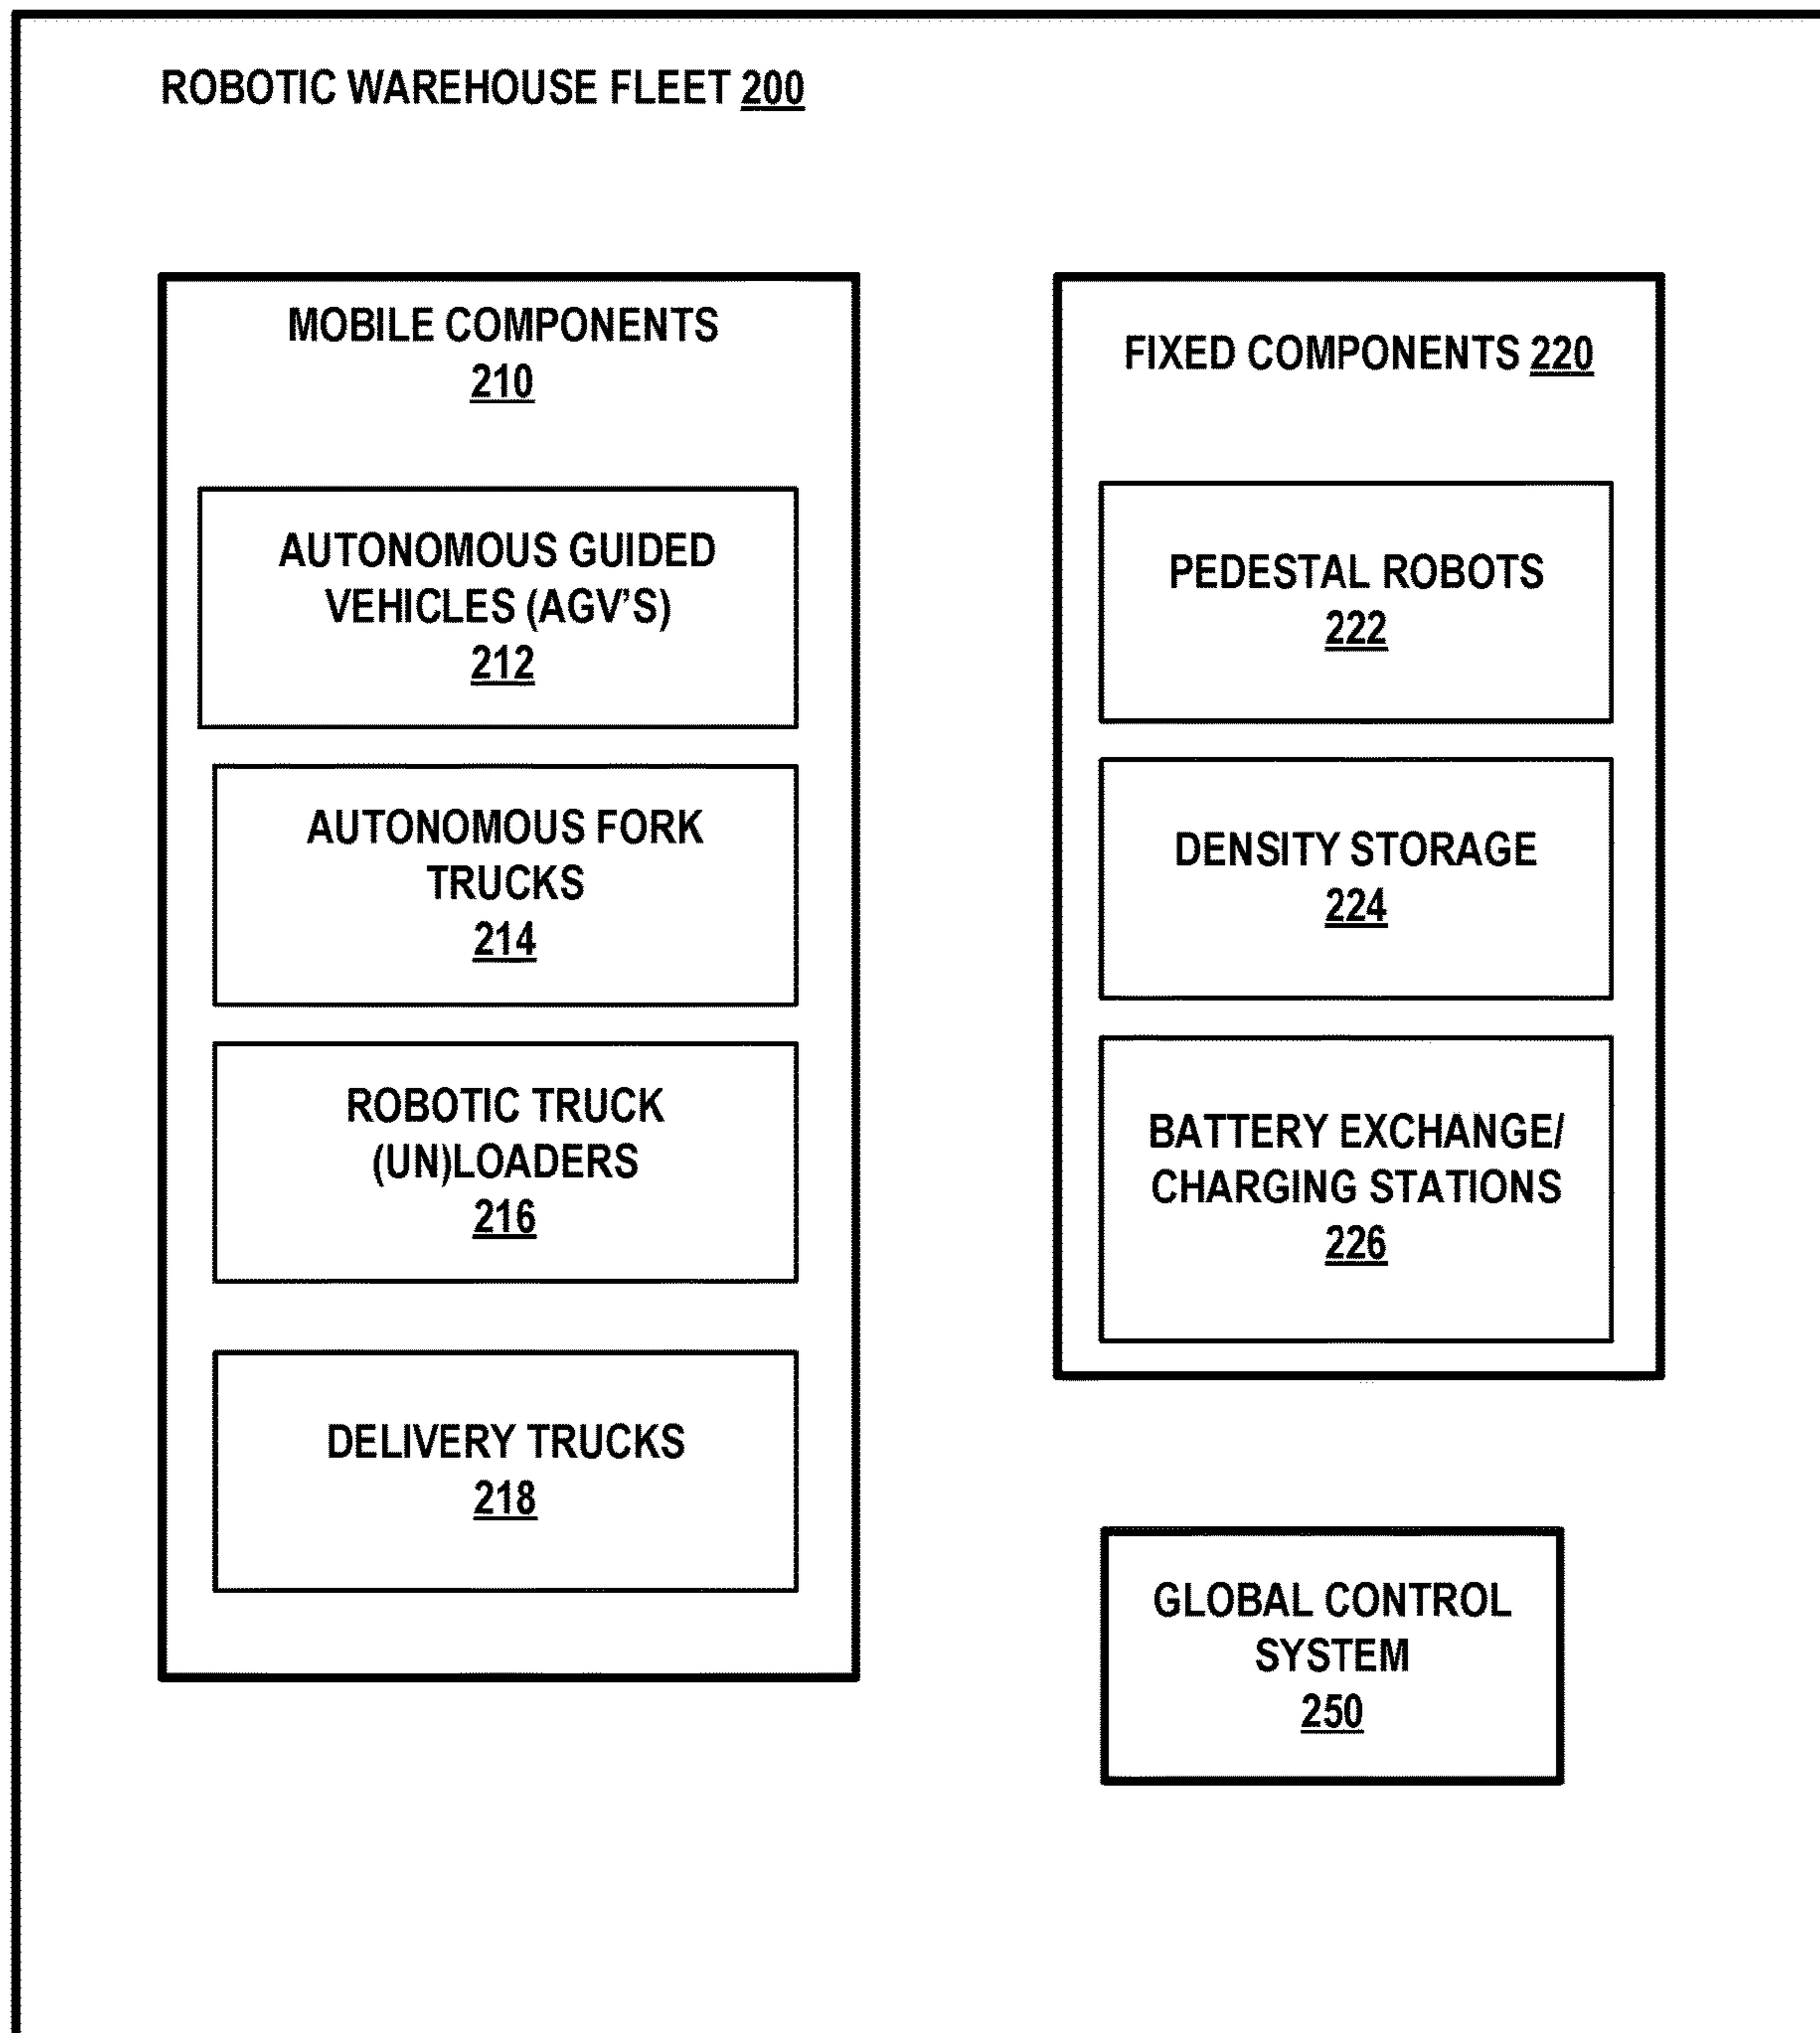 ROBOTIC WAREHOUSE FLEET 200
MOBILE COMPONENTS
210
AUTONOMOUS GUIDED
VEHICLES (AGV'S)
212
AUTONOMOUS FORK
TRUCKS
214
ROBOTIC TRUCK
(UN)LOADERS
216
DELIVERY TRUCKS
218
FIXED COMPONENTS 220
PEDESTAL ROBOTS
222
DENSITY STORAGE
224
BATTERY EXCHANGE/
CHARGING STATIONS
226
GLOBAL CONTROL
SYSTEM
250